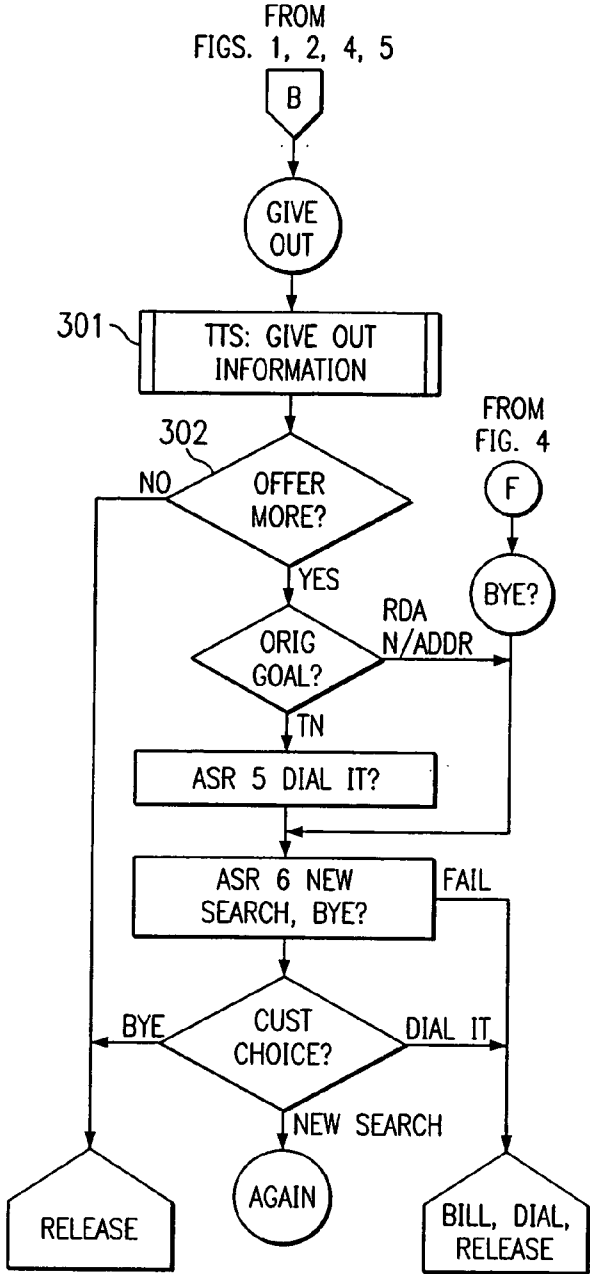 FROM
FIGS. 1, 2, 4, 5
B
GIVE
OUT
301
TTS: GIVE OUT
INFORMATION
302
FROM
FIG. 4
F
NO
OFFER
MORE?
YES
BYE?
ORIG
GOAL?
RDA
N/ADDR
TN
ASR 5 DIAL IT?
ASR 6 NEW
SEARCH, BYE?
FAIL
BYE
CUST
CHOICE?
DIAL IT
NEW SEARCH
RELEASE
AGAIN
BILL, DIAL,
RELEASE